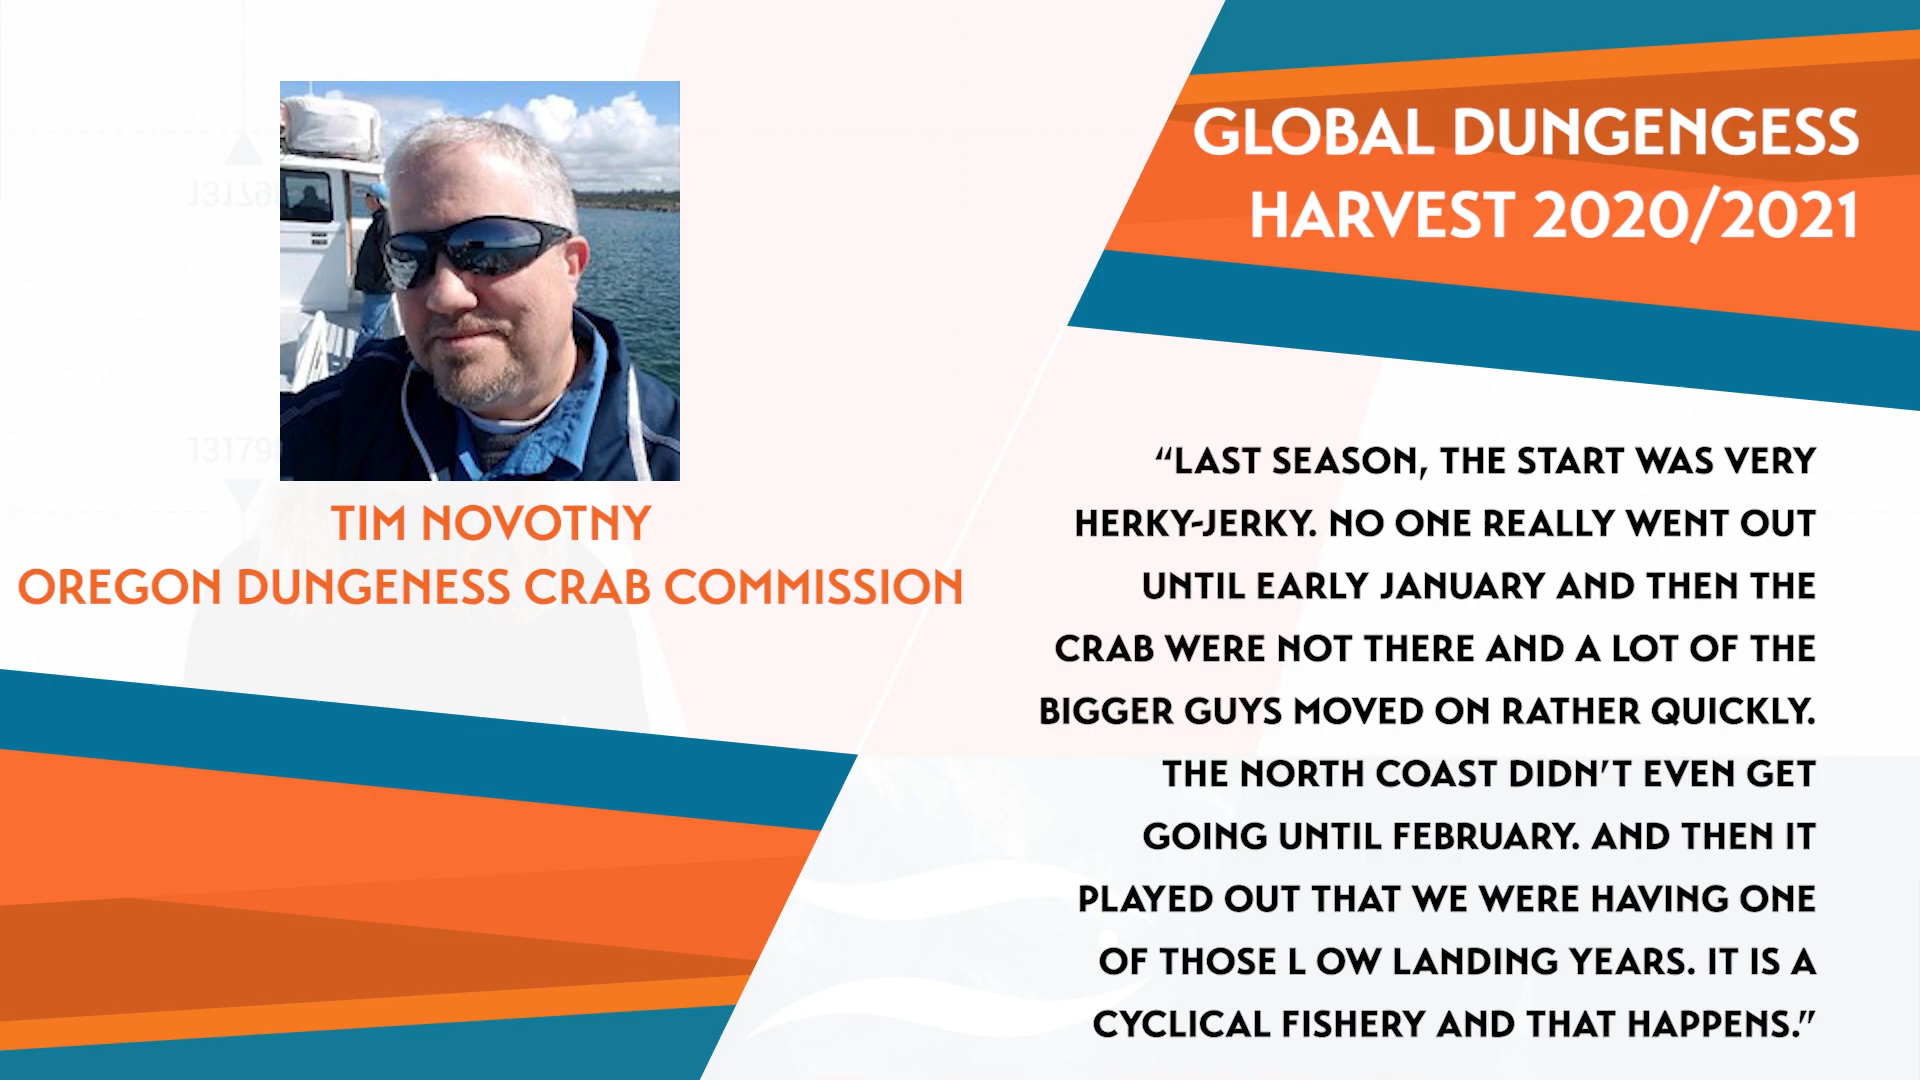 GLOBAL DUNGENGESS
HARVEST 2020/2021
TIM NOVOTNY
OREGON DUNGENESS CRAB COMMISSION
“LAST SEASON, THE START WAS VERY
HERKY-JERKY. NO ONE REALLY WENT OUT
UNTIL EARLY JANUARY AND THEN THE
CRAB WERE NOT THERE AND A LOT OF THE
BIGGER GUYS MOVED ON RATHER QUICKLY.
THE NORTH COAST DIDN’T EVEN GET
GOING UNTIL FEBRUARY. AND THEN IT
PLAYED OUT THAT WE WERE HAVING ONE
OF THOSE L OW LANDING YEARS. IT IS A
CYCLICAL FISHERY AND THAT HAPPENS.”